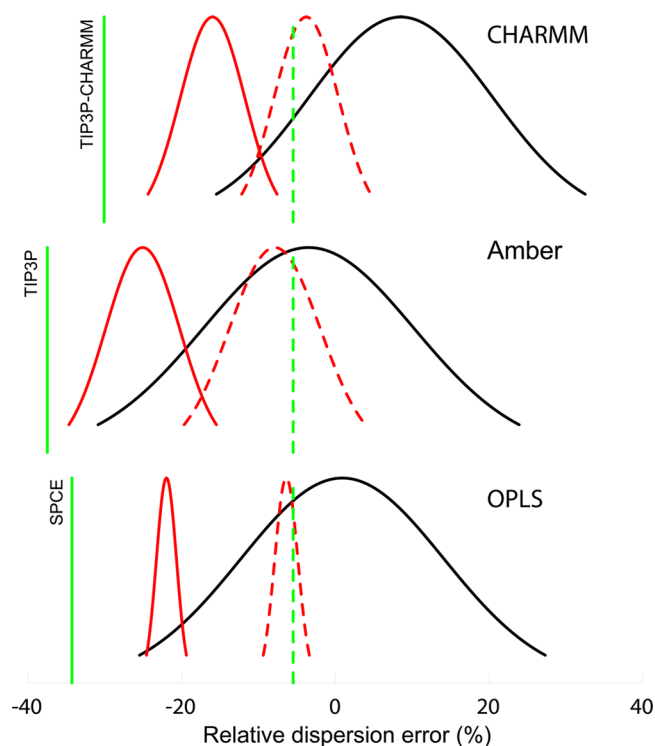 CHARMM
TIP3P-CHARMM
Amber
TIP3P
OPLS
SPCE
-40 -20 0 20 40
Relative dispersion error (%)